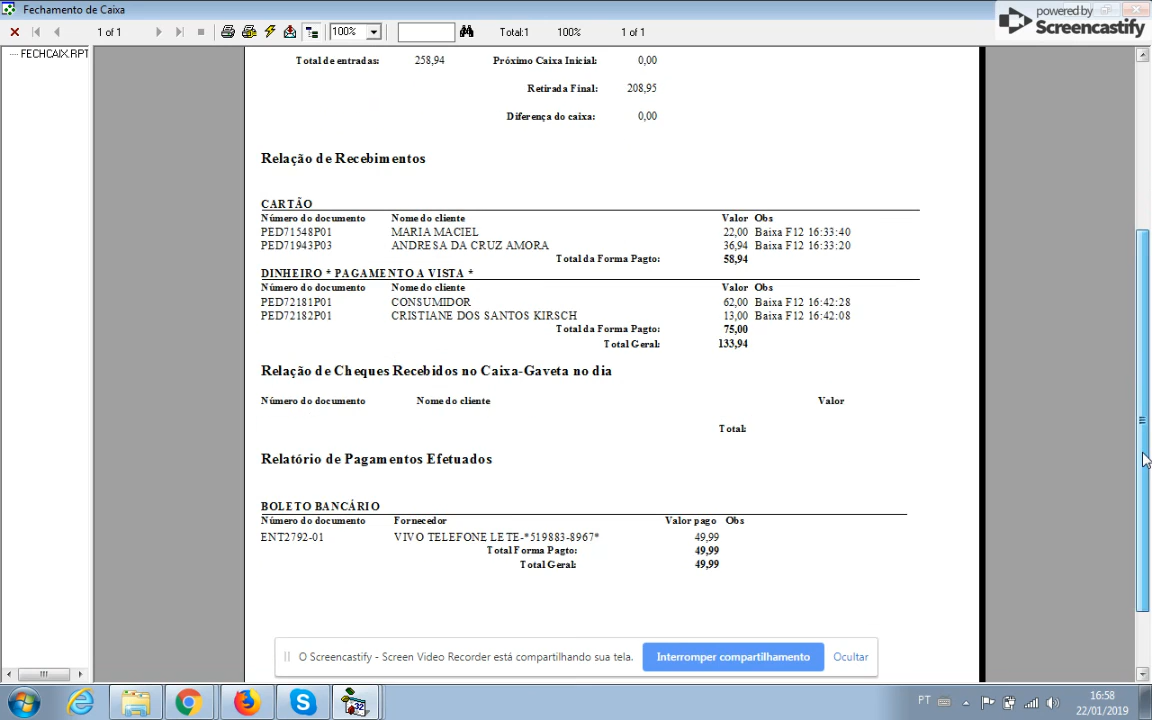 Fechamento de Caixa
powered by
Screencastify
1 of 1
100%
Total:1
100%
1 of 1
FECHCAIX.RPT
Total de entradas: 258,94 Próximo Caixa Inicial: 0,00
Retirada Final: 208,95
Diferença do caixa: 0,00
Relação de Recebimentos
CARTÃO
Número do documento Nome do cliente Valor Obs
PED71548P01 MARIA MACIEL 22,00 Baixa F12 16:33:40
PED71943P03 ANDRESA DA CRUZ AMORA 36,94 Baixa F12 16:33:20
Total da Forma Pagto: 58,94
DINHEIRO * PAGAMENTO A VISTA *
Número do documento Nome do cliente Valor Obs
PED72181P01 CONSUMIDOR 62,00 Baixa F12 16:42:28
PED72182P01 CRISTIANE DOS SANTOS KIRSCH 13,00 Baixa F12 16:42:08
Total da Forma Pagto: 75,00
Total Geral: 133,94
Relação de Cheques Recebidos no Caixa-Gaveta no dia
Número do documento Nome do cliente Valor
Total:
Relatório de Pagamentos Efetuados
BOLETO BANCÁRIO
Número do documento Fornecedor Valor pago Obs
ENT2792-01 VIVO TELEFONE LETE-*519883-8967* 49,99
Total Forma Pagto: 49,99
Total Geral: 49,99
O Screencastify - Screen Video Recorder está compartilhando sua tela. Interromper compartilhamento Ocultar
32
PT
16:58
22/01/2019